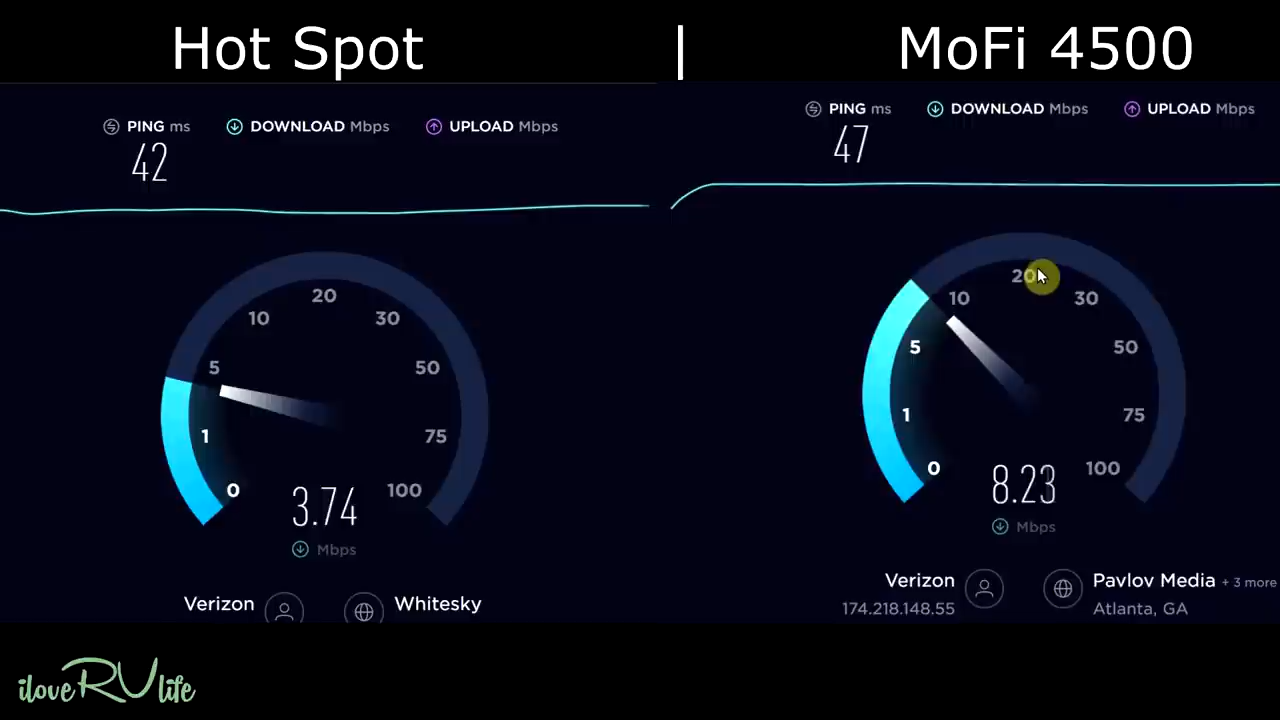 Hot Spot | MoFi 4500
PING ms DOWNLOAD Mbps UPLOAD Mbps
42
5 10 20 30 50 75 100
1
0
3.74
Mbps
Verizon Whitesky
PING ms DOWNLOAD Mbps UPLOAD Mbps
47
5 10 20 30 50 75 100
1
0
8.23
Mbps
Verizon Pavlov Media + 3 more
174.218.148.55 Atlanta, GA
iloveRVlife